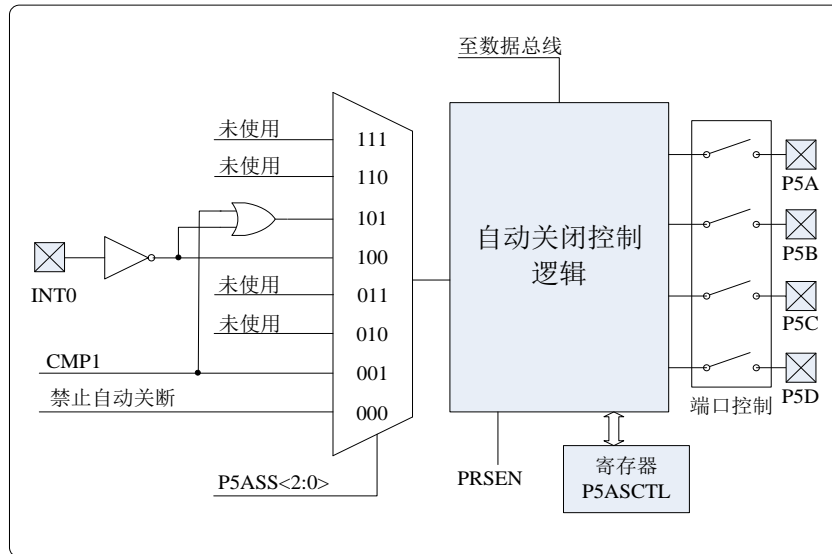 至数据总线
未使用
111
未使用
110
101
100
INT0
未使用
011
未使用
010
CMP1
001
禁止自动关断
000
P5ASS<2:0>
自动关闭控制
逻辑
PRSEN
寄存器
P5ASCTL
P5A
P5B
P5C
P5D
端口控制